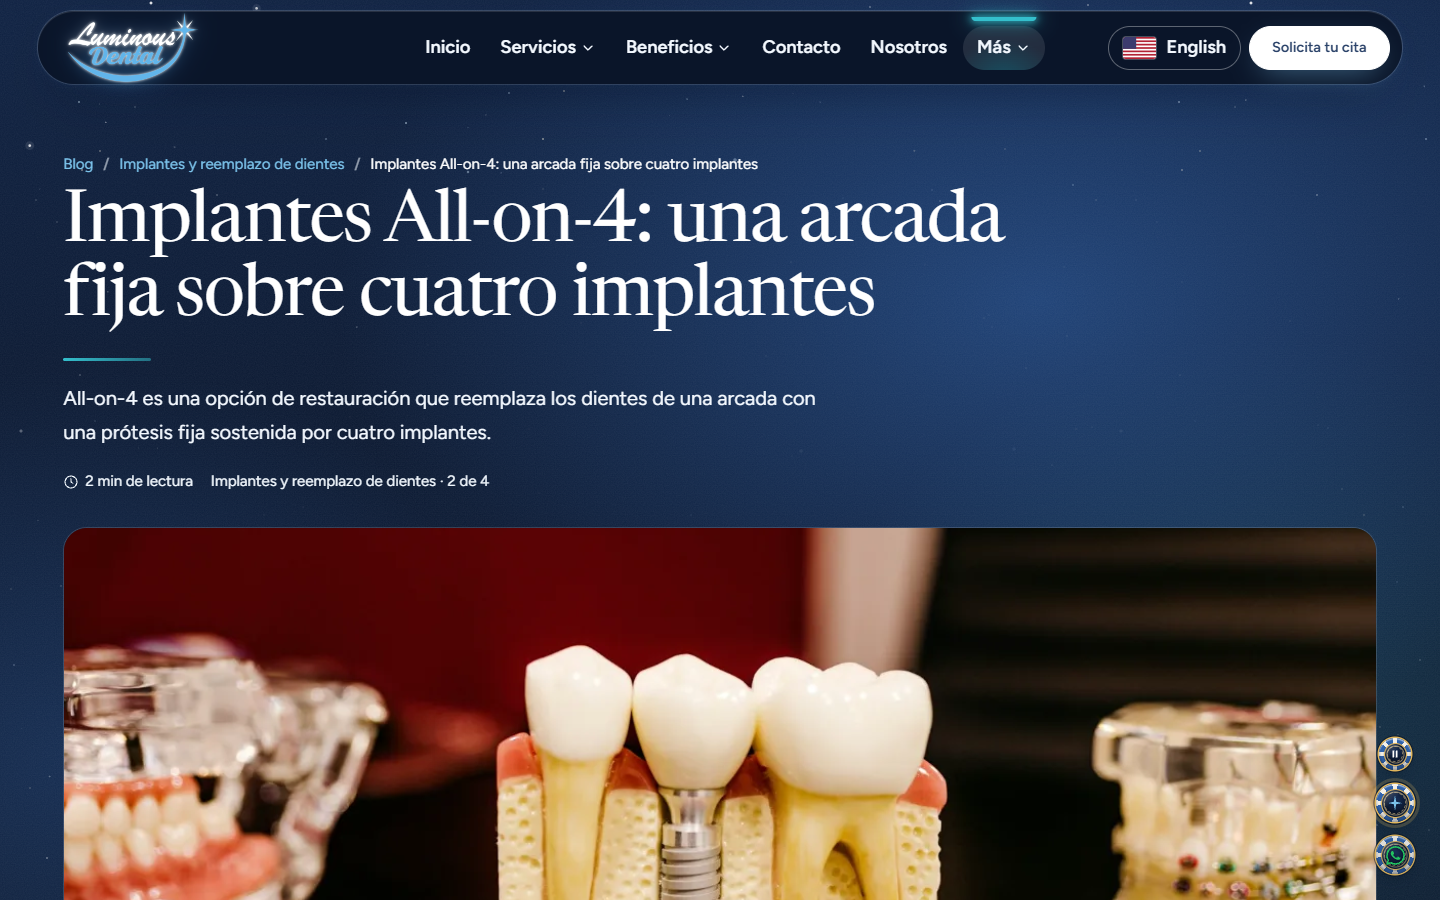 Luminous
Dental
Inicio
Servicios
Beneficios
Contacto
Nosotros
Más
English
Solicita tu cita
Blog / Implantes y reemplazo de dientes / Implantes All-on-4: una arcada fija sobre cuatro implantes
Implantes All-on-4: una arcada
fija sobre cuatro implantes
All-on-4 es una opción de restauración que reemplaza los dientes de una arcada con
una prótesis fija sostenida por cuatro implantes.
2 min de lectura
Implantes y reemplazo de dientes · 2 de 4